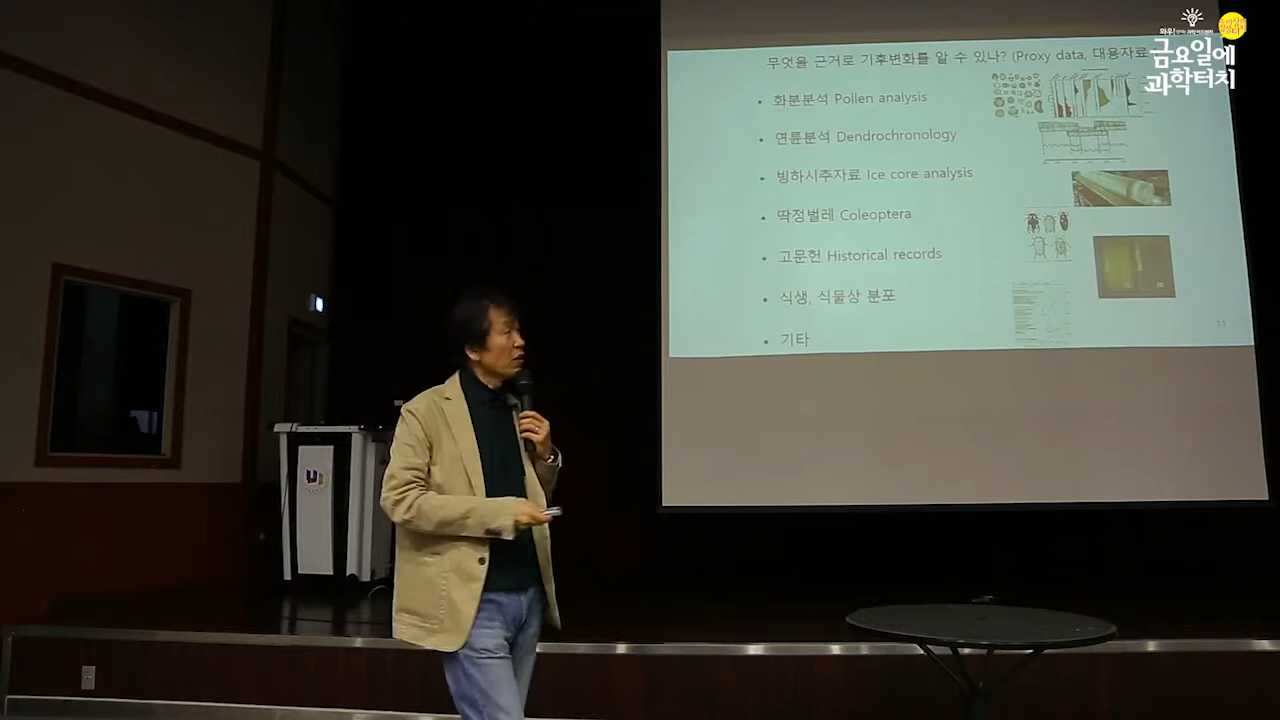 금요일에
과학터치
무엇을 근거로 기후변화를 알 수 있나? (Proxy data, 대용자료
• 화분분석 Pollen analysis
• 연륜분석 Dendrochronology
• 빙하시추자료 Ice core analysis
• 딱정벌레 Coleoptera
• 고문헌 Historical records
• 식생, 식물상 분포
• 기타
11